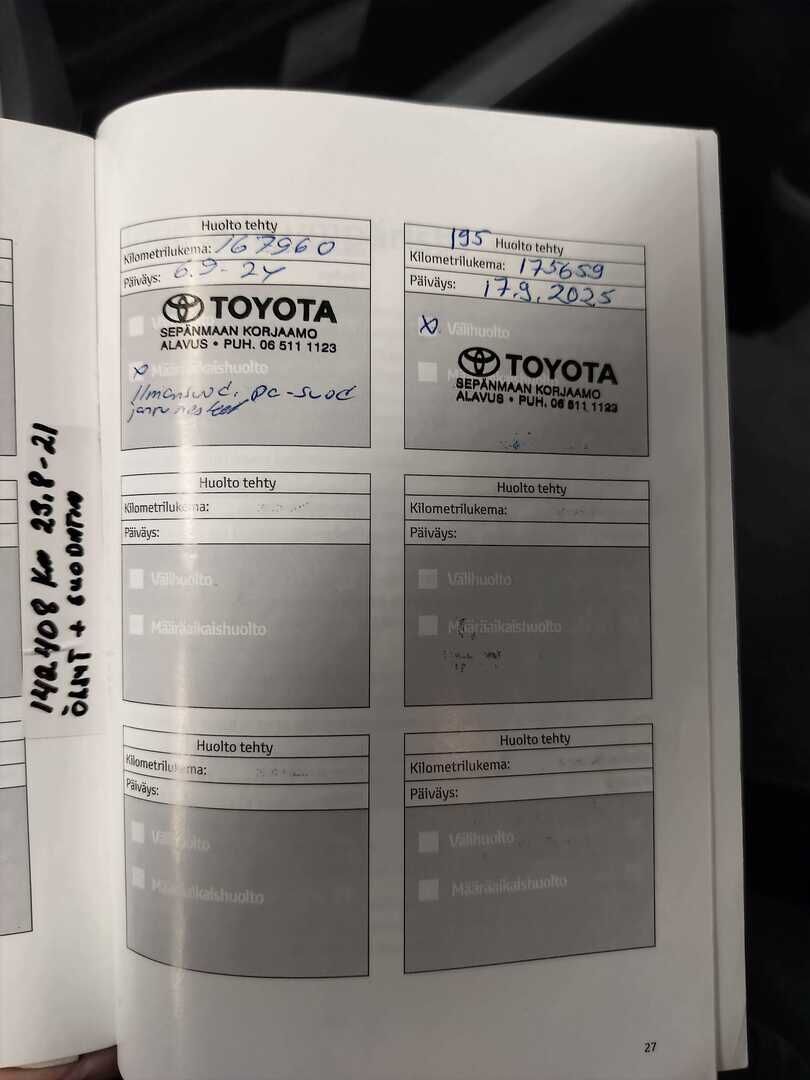 142408 KM 23.8-21
ÖLJYT + SUODATIN
Huolto tehty
Kilometrilukema: 167960
Päiväys: 6.9-24
TOYOTA
SEPÄNMAAN KORJAAMO
ALAVUS • PUH. 06 511 1123
x Määräaikaishuolto
Ilmansuod. pa-suod
jarruneste
195 Huolto tehty
Kilometrilukema: 175659
Päiväys: 17.9.2025
x Välihuolto
TOYOTA
SEPÄNMAAN KORJAAMO
ALAVUS • PUH. 06 511 1123
Huolto tehty
Kilometrilukema:
Päiväys:
Välihuolto
Määräaikaishuolto
Huolto tehty
Kilometrilukema:
Päiväys:
Välihuolto
Määräaikaishuolto
Huolto tehty
Kilometrilukema:
Päiväys:
Välihuolto
Määräaikaishuolto
Huolto tehty
Kilometrilukema:
Päiväys:
Välihuolto
Määräaikaishuolto
27